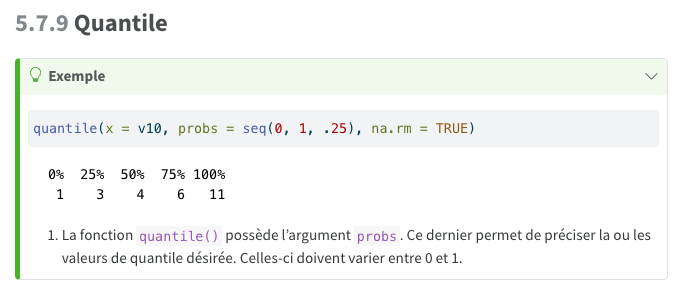 5.7.9 Quantile
Exemple
quantile(x = v10, probs = seq(0, 1, .25), na.rm = TRUE)
0% 25% 50% 75% 100%
1 3 4 6 11
1. La fonction quantile() possède l’argument probs. Ce dernier permet de préciser la ou les
valeurs de quantile désirée. Celles-ci doivent varier entre 0 et 1.